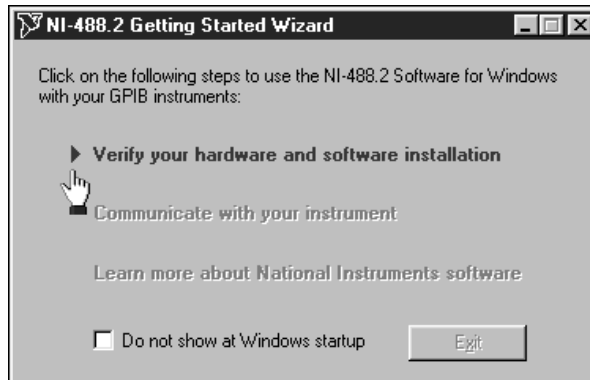 NI-488.2 Getting Started Wizard
Click on the following steps to use the NI-488.2 Software for Windows
with your GPIB instruments:
Verify your hardware and software installation
Communicate with your instrument
Learn more about National Instruments software
Do not show at Windows startup
Exit